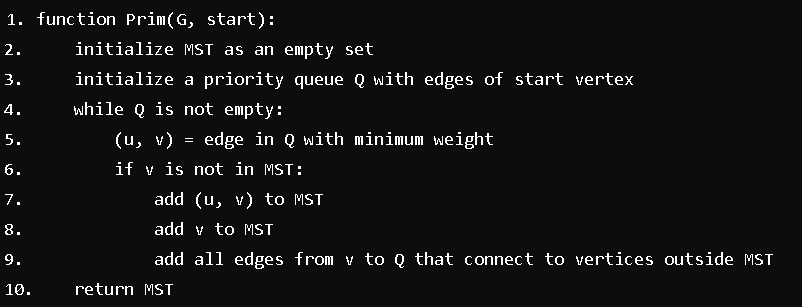 1. function Prim(G, start):
2.     initialize MST as an empty set
3.     initialize a priority queue Q with edges of start vertex
4.     while Q is not empty:
5.         (u, v) = edge in Q with minimum weight
6.         if v is not in MST:
7.             add (u, v) to MST
8.             add v to MST
9.             add all edges from v to Q that connect to vertices outside MST
10.    return MST